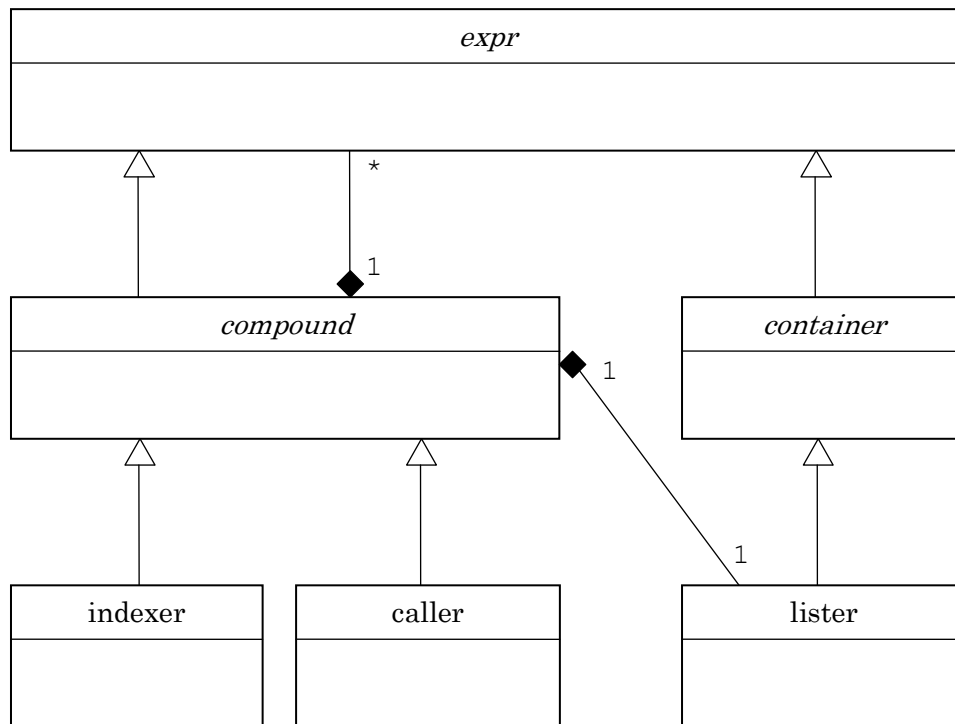 expr
*
1
compound
container
1
1
indexer
caller
lister